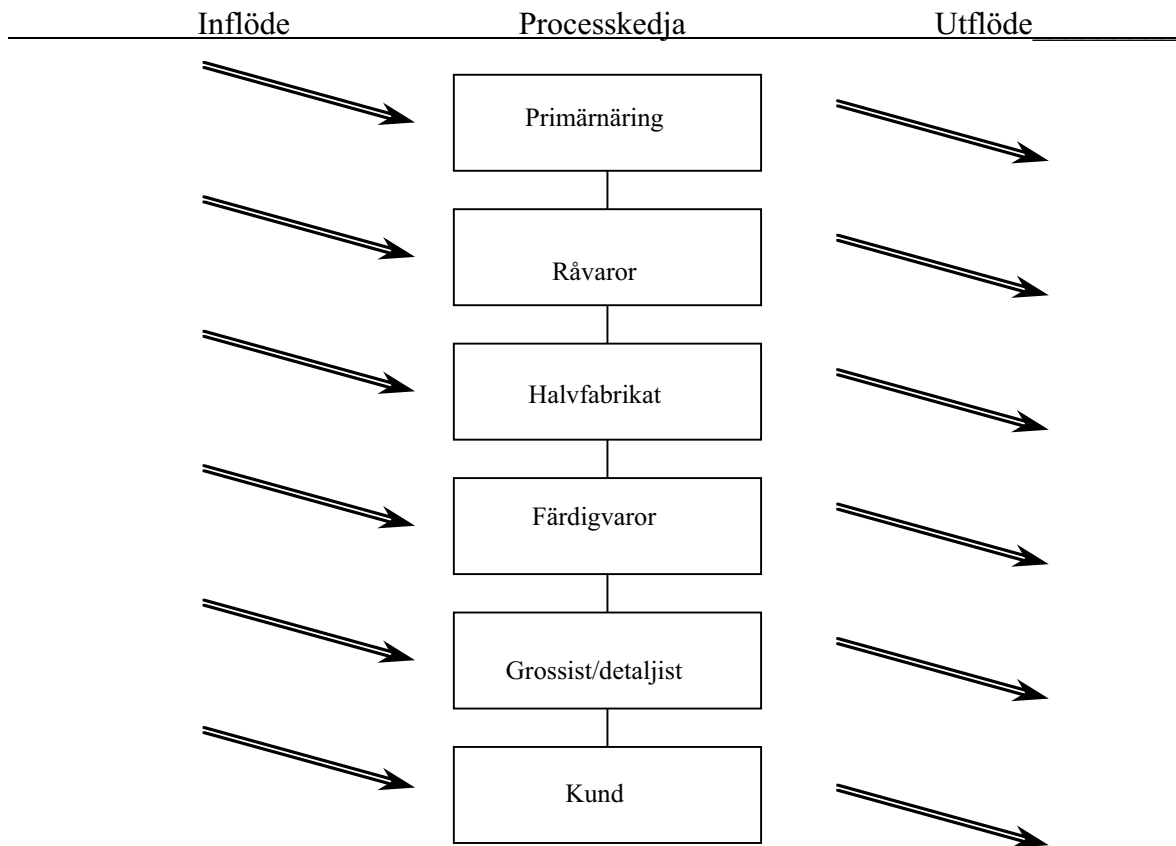 Inflöde Processkedja Utflöde
Primärnäring
Råvaror
Halvfabrikat
Färdigvaror
Grossist/detaljist
Kund